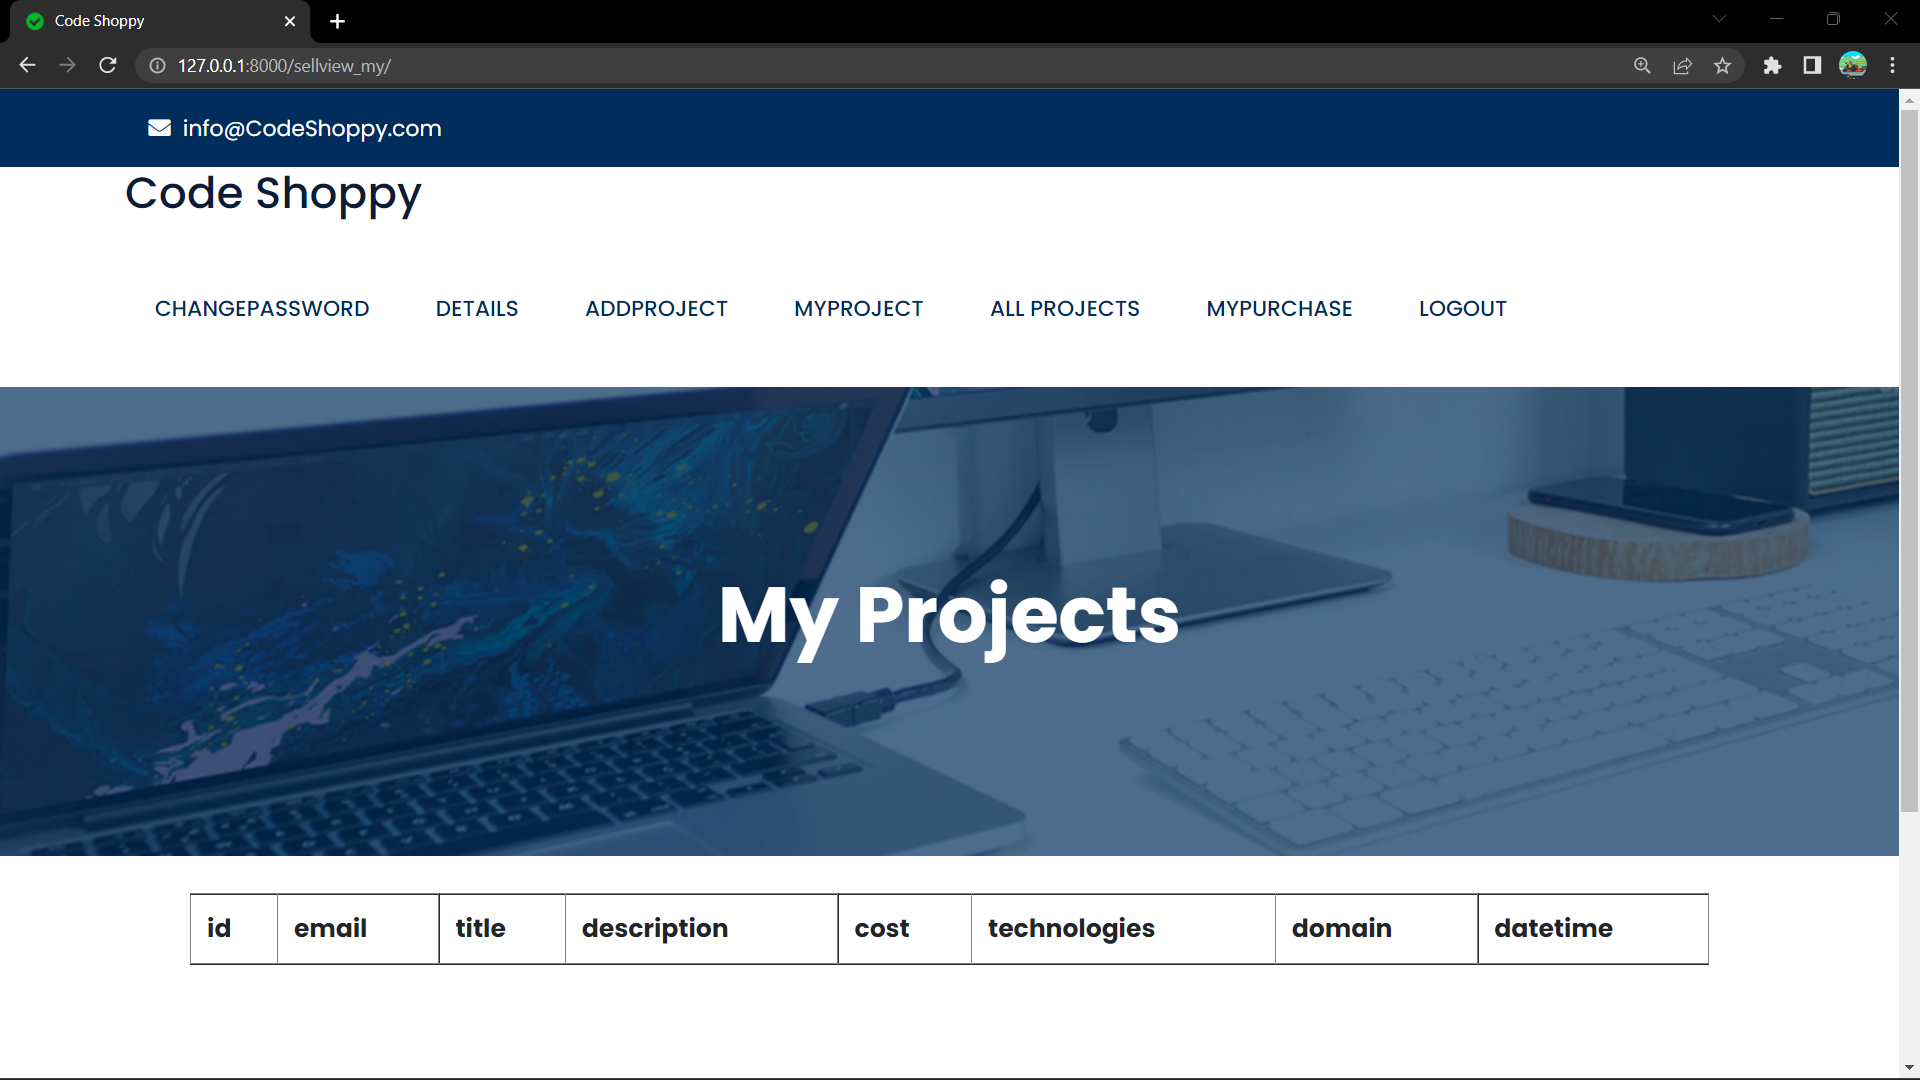 Code Shoppy
127.0.0.1:8000/sellview_my/
info@CodeShoppy.com
Code Shoppy
CHANGEPASSWORD DETAILS ADDPROJECT MYPROJECT ALL PROJECTS MYPURCHASE LOGOUT
My Projects
id email title description cost technologies domain datetime